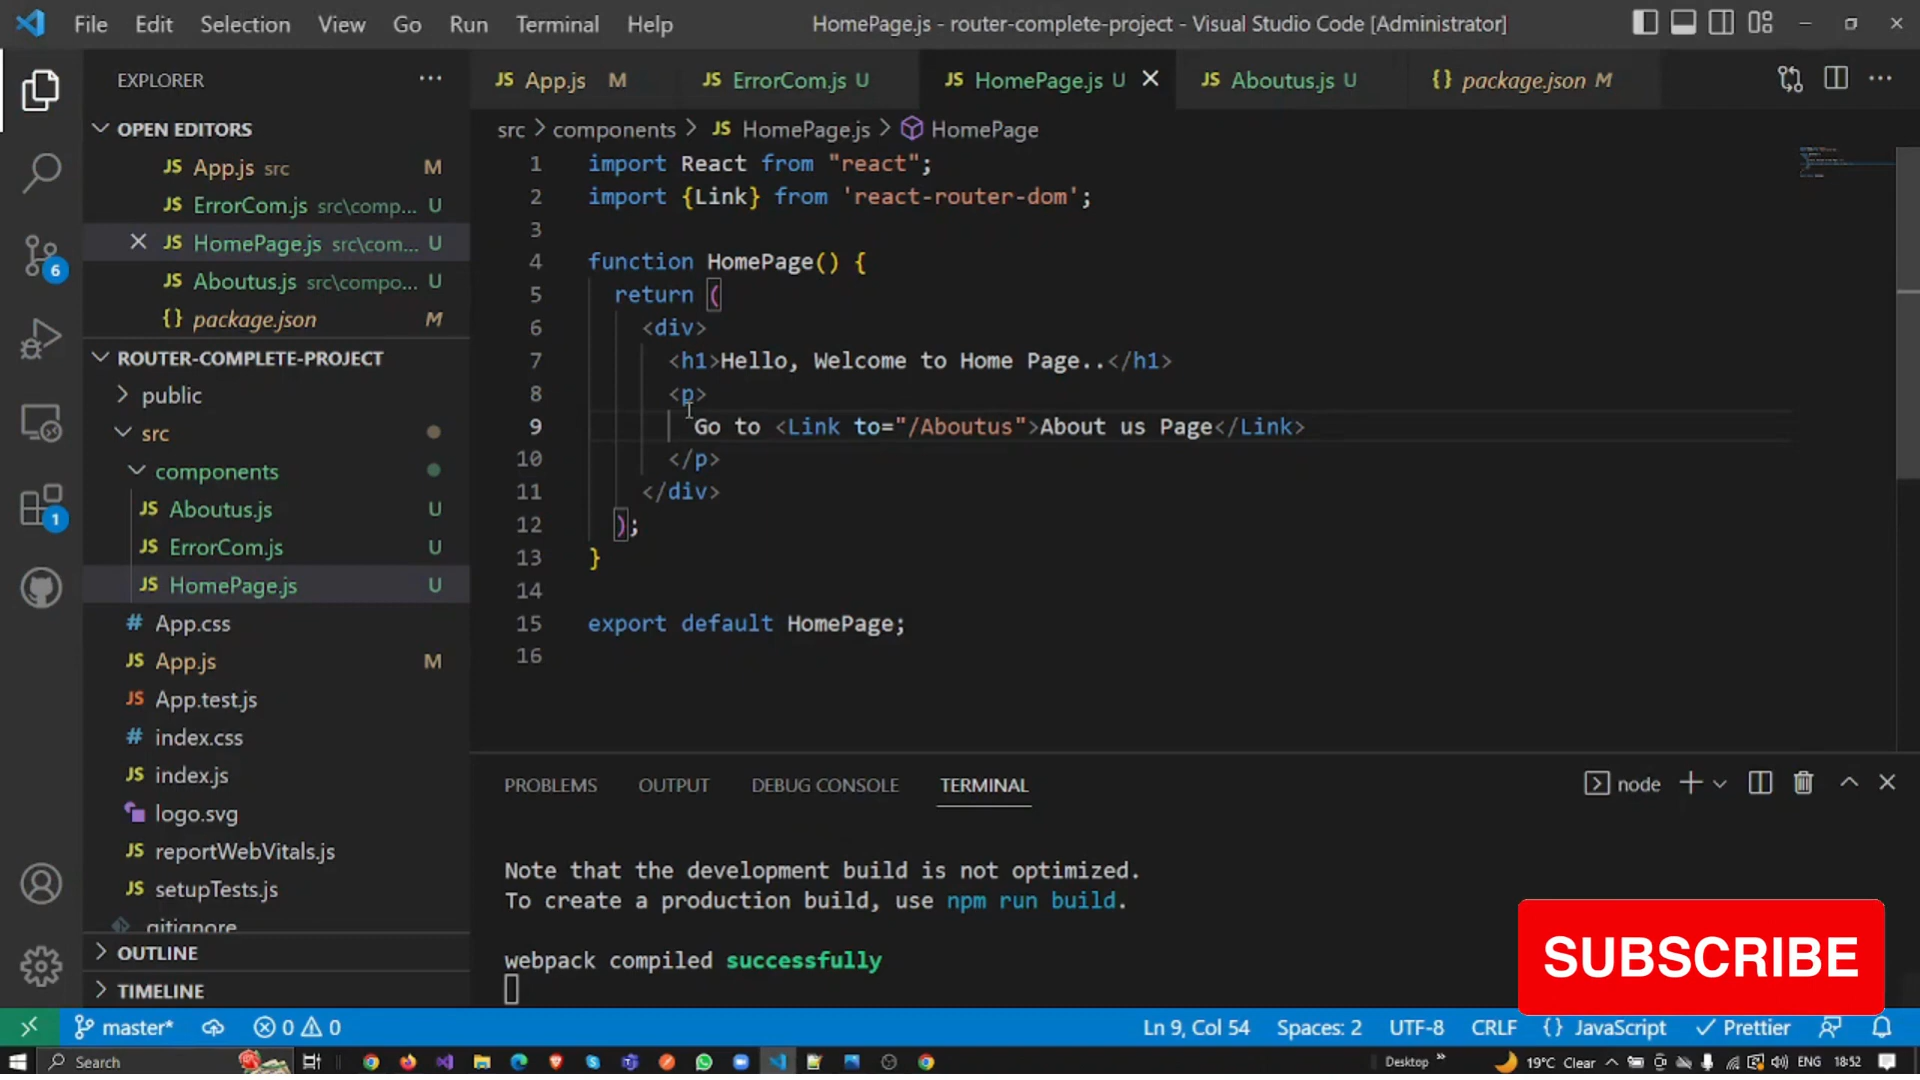 File Edit Selection View Go Run Terminal Help HomePage.js - router-complete-project - Visual Studio Code [Administrator]
EXPLORER
JS App.js M JS ErrorCom.js U JS HomePage.js U JS Aboutus.js U {} package.json M
OPEN EDITORS
src > components > JS HomePage.js > HomePage
JS App.js src M
JS ErrorCom.js src\comp... U
JS HomePage.js src\com... U
JS Aboutus.js src\compo... U
{} package.json M
ROUTER-COMPLETE-PROJECT
public
src
components
JS Aboutus.js U
JS ErrorCom.js U
JS HomePage.js U
# App.css
JS App.js M
JS App.test.js
# index.css
JS index.js
logo.svg
JS reportWebVitals.js
JS setupTests.js
.gitignore
OUTLINE
TIMELINE
6
1
1 import React from "react";
2 import {Link} from 'react-router-dom';
3
4 function HomePage() {
5 return (
6 <div>
7 <h1>Hello, Welcome to Home Page..</h1>
8 <p>
9 Go to <Link to="/Aboutus">About us Page</Link>
10 </p>
11 </div>
12 );
13 }
14
15 export default HomePage;
16
PROBLEMS OUTPUT DEBUG CONSOLE TERMINAL node
Note that the development build is not optimized.
To create a production build, use npm run build.
webpack compiled successfully
SUBSCRIBE
master* 0 0 Ln 9, Col 54 Spaces: 2 UTF-8 CRLF {} JavaScript Prettier
Search Desktop 19°C Clear ENG 18:52